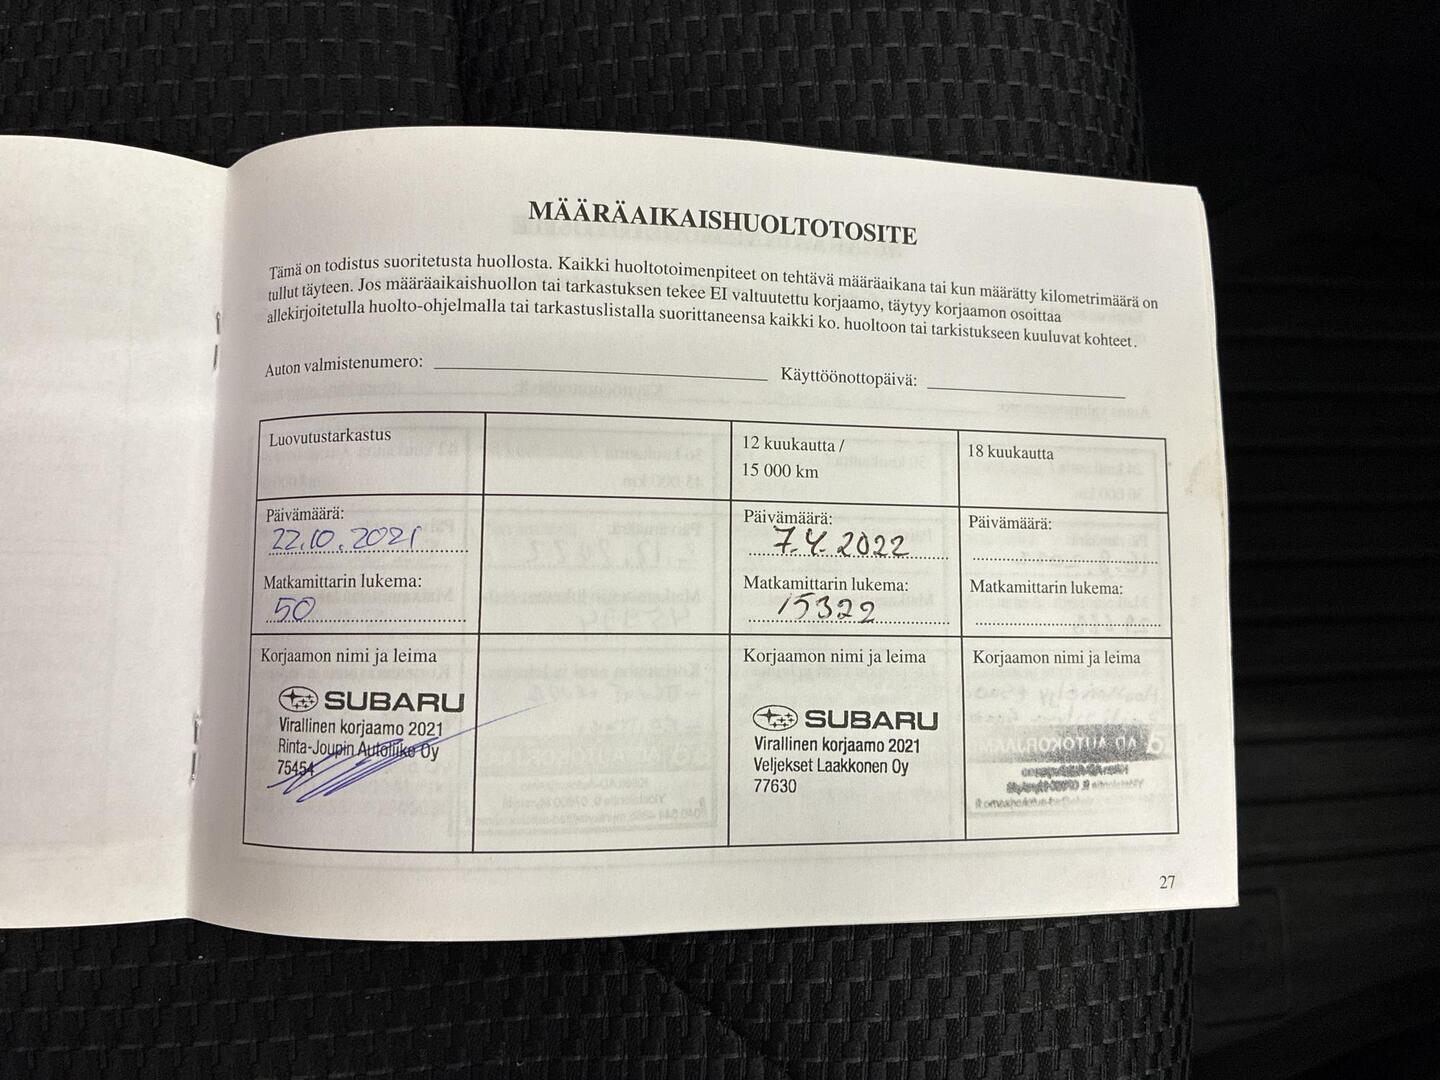 MÄÄRÄAIKAISHUOLTOTOSITE
Tämä on todistus suoritetusta huollosta. Kaikki huoltotoimenpiteet on tehtävä määräaikana tai kun määrätty kilometrimäärä on
tullut täyteen. Jos määräaikaishuollon tai tarkastuksen tekee EI valtuutettu korjaamo, täytyy korjaamon osoittaa
allekirjoitetulla huolto-ohjelmalla tai tarkastuslistalla suorittaneensa kaikki ko. huoltoon tai tarkistukseen kuuluvat kohteet.
Auton valmistenumero: Käyttöönottopäivä:
Luovutustarkastus
Päivämäärä:
22.10.2021
Matkamittarin lukema:
50
Korjaamon nimi ja leima
SUBARU
Virallinen korjaamo 2021
Rinta-Joupin Autoliike Oy
75454
12 kuukautta /
15 000 km
Päivämäärä:
7.4.2022
Matkamittarin lukema:
15322
Korjaamon nimi ja leima
SUBARU
Virallinen korjaamo 2021
Veljekset Laakkonen Oy
77630
18 kuukautta
Päivämäärä:
Matkamittarin lukema:
Korjaamon nimi ja leima
27